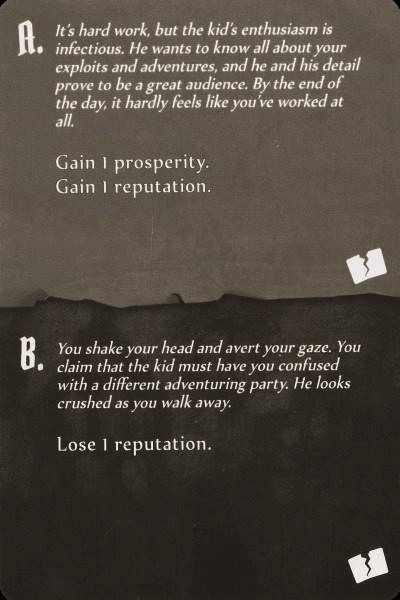 A.
It's hard work, but the kid's enthusiasm is
infectious. He wants to know all about your
exploits and adventures, and he and his detail
prove to be a great audience. By the end of
the day, it hardly feels like you've worked at
all.
Gain 1 prosperity.
Gain 1 reputation.
B.
You shake your head and avert your gaze. You
claim that the kid must have you confused
with a different adventuring party. He looks
crushed as you walk away.
Lose 1 reputation.